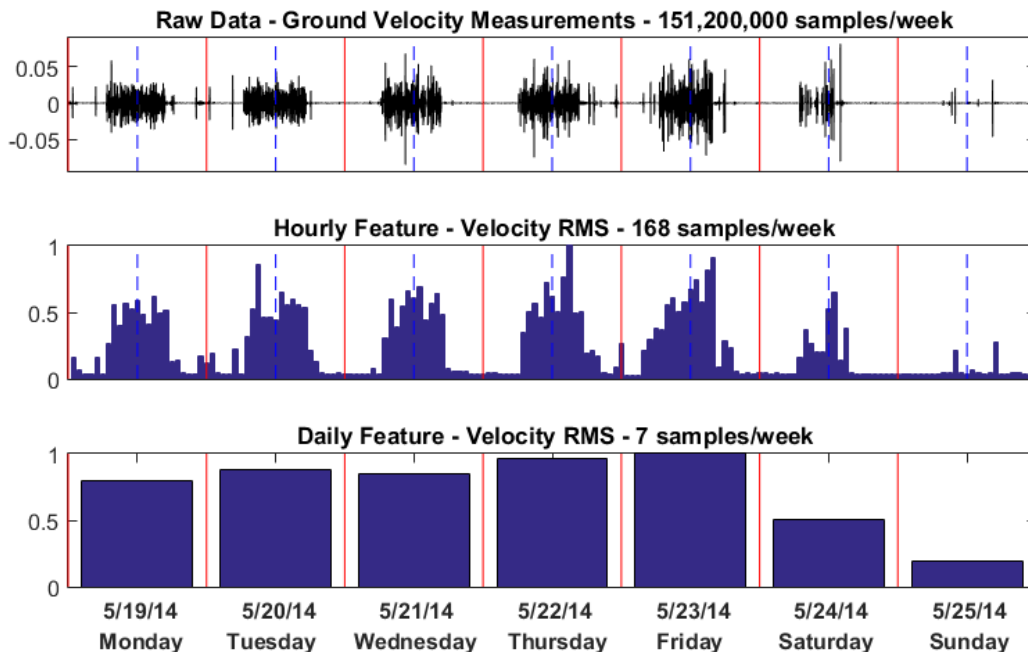 Raw Data - Ground Velocity Measurements - 151,200,000 samples/week
0.05
0
-0.05
Hourly Feature - Velocity RMS - 168 samples/week
1
0.5
0
Daily Feature - Velocity RMS - 7 samples/week
1
0.5
0
5/19/14 5/20/14 5/21/14 5/22/14 5/23/14 5/24/14 5/25/14
Monday Tuesday Wednesday Thursday Friday Saturday Sunday